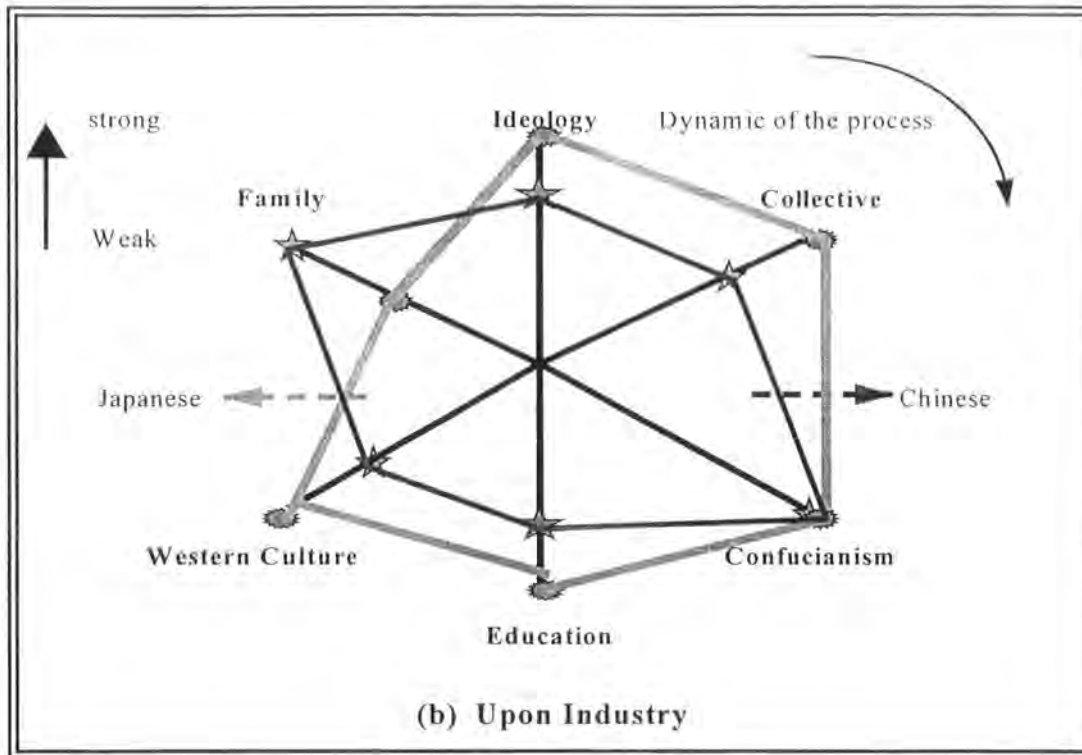 strong
Ideology
Dynamic of the process
Family
Collective
Weak
Japanese
Chinese
Western Culture
Confucianism
Education
(b) Upon Industry